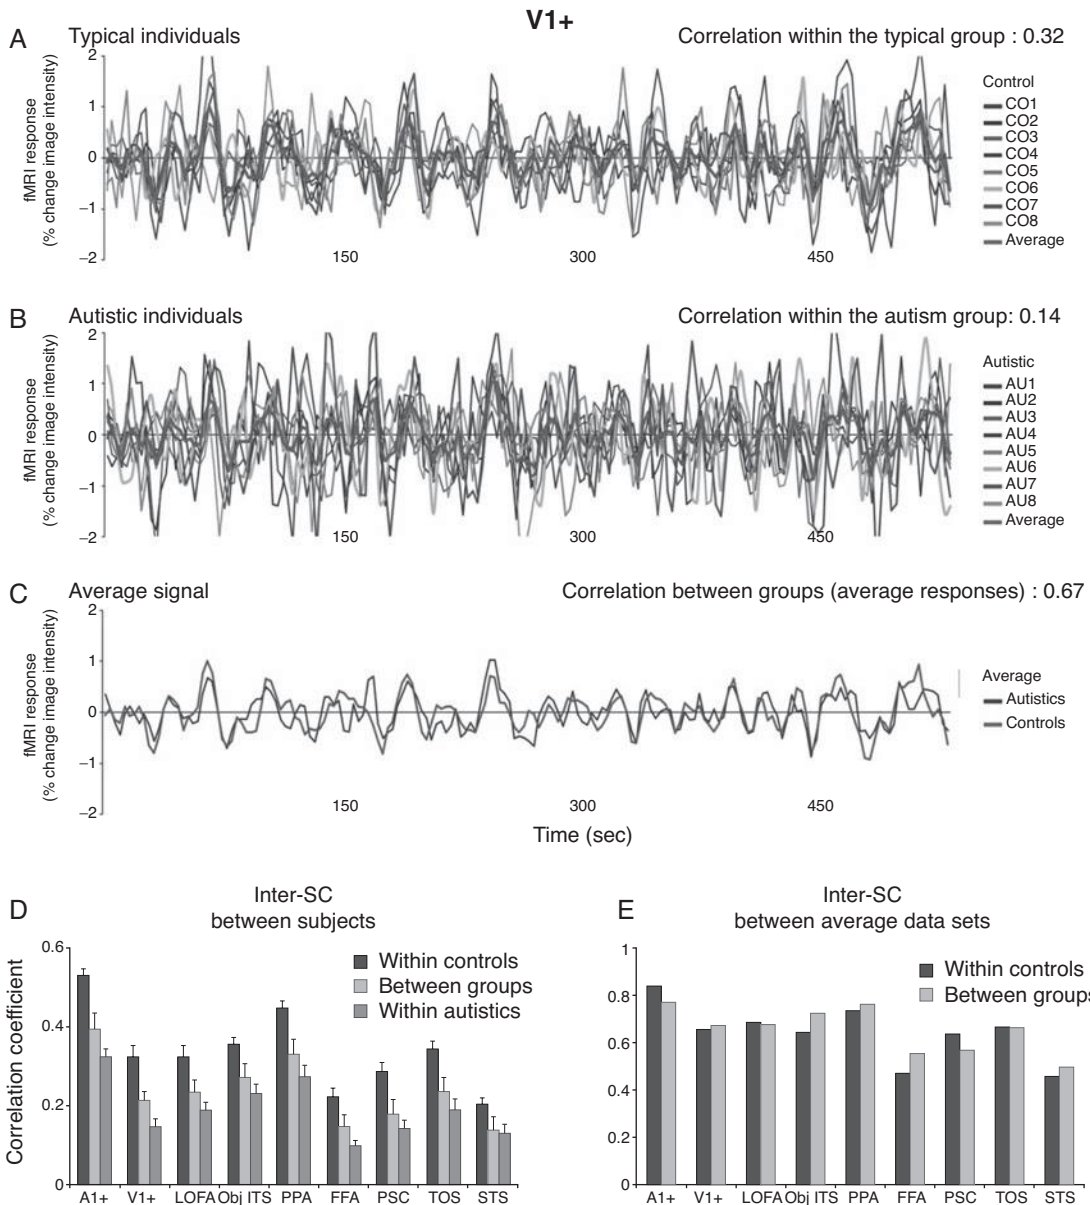 V1+
A
Typical individuals
Correlation within the typical group : 0.32
fMRI response
(% change image intensity)
2
1
0
−1
−2
150
300
450
Control
CO1
CO2
CO3
CO4
CO5
CO6
CO7
CO8
Average
B
Autistic individuals
Correlation within the autism group: 0.14
fMRI response
(% change image intensity)
2
1
0
−1
−2
150
300
450
Autistic
AU1
AU2
AU3
AU4
AU5
AU6
AU7
AU8
Average
C
Average signal
Correlation between groups (average responses) : 0.67
fMRI response
(% change image intensity)
2
1
0
−1
−2
150
300
450
Time (sec)
Average
Autistics
Controls
D
Inter-SC
between subjects
Correlation coefficient
0.6
0.4
0.2
0
Within controls
Between groups
Within autistics
A1+ V1+ LOFA Obj ITS PPA FFA PSC TOS STS
E
Inter-SC
between average data sets
1
0.8
0.6
0.4
0.2
0
Within controls
Between groups
A1+ V1+ LOFA Obj ITS PPA FFA PSC TOS STS